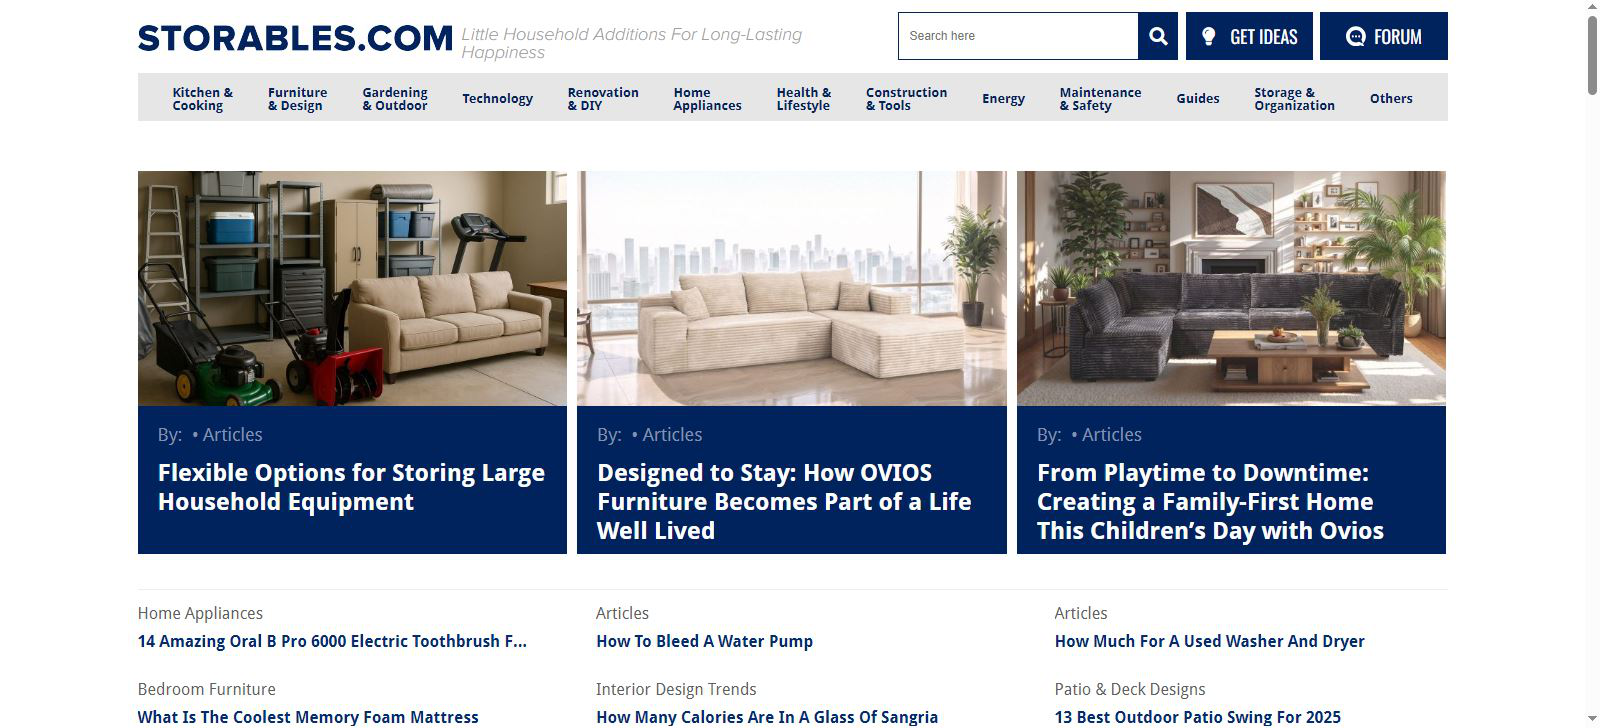 STORABLES.COM
Little Household Additions For Long-Lasting
Happiness
Search here
GET IDEAS
FORUM
Kitchen &
Cooking
Furniture
& Design
Gardening
& Outdoor
Technology
Renovation
& DIY
Home
Appliances
Health &
Lifestyle
Construction
& Tools
Energy
Maintenance
& Safety
Guides
Storage &
Organization
Others
By: • Articles
Flexible Options for Storing Large
Household Equipment
By: • Articles
Designed to Stay: How OVIOS
Furniture Becomes Part of a Life
Well Lived
By: • Articles
From Playtime to Downtime:
Creating a Family-First Home
This Children’s Day with Ovios
Home Appliances
14 Amazing Oral B Pro 6000 Electric Toothbrush F...
Articles
How To Bleed A Water Pump
Articles
How Much For A Used Washer And Dryer
Bedroom Furniture
What Is The Coolest Memory Foam Mattress
Interior Design Trends
How Many Calories Are In A Glass Of Sangria
Patio & Deck Designs
13 Best Outdoor Patio Swing For 2025